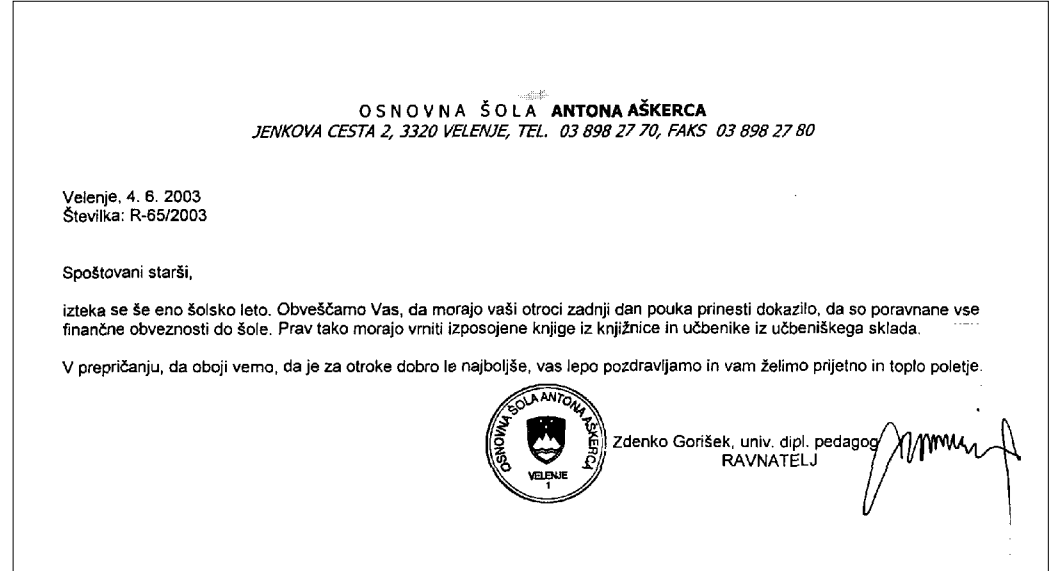 OSNOVNA ŠOLA ANTONA AŠKERCA
JENKOVA CESTA 2, 3320 VELENJE, TEL. 03 898 27 70, FAKS 03 898 27 80
Velenje, 4. 6. 2003
Številka: R-65/2003
Spoštovani starši,
izteka se še eno šolsko leto. Obveščamo Vas, da morajo vaši otroci zadnji dan pouka prinesti dokazilo, da so poravnane vse
finančne obveznosti do šole. Prav tako morajo vrniti izposojene knjige iz knjižnice in učbenike iz učbeniškega sklada.
V prepričanju, da oboji vemo, da je za otroke dobro le najboljše, vas lepo pozdravljamo in vam želimo prijetno in toplo poletje.
OSNOVNA ŠOLA ANTONA AŠKERCA
VELENJE
1
Zdenko Gorišek, univ. dipl. pedagog
RAVNATELJ